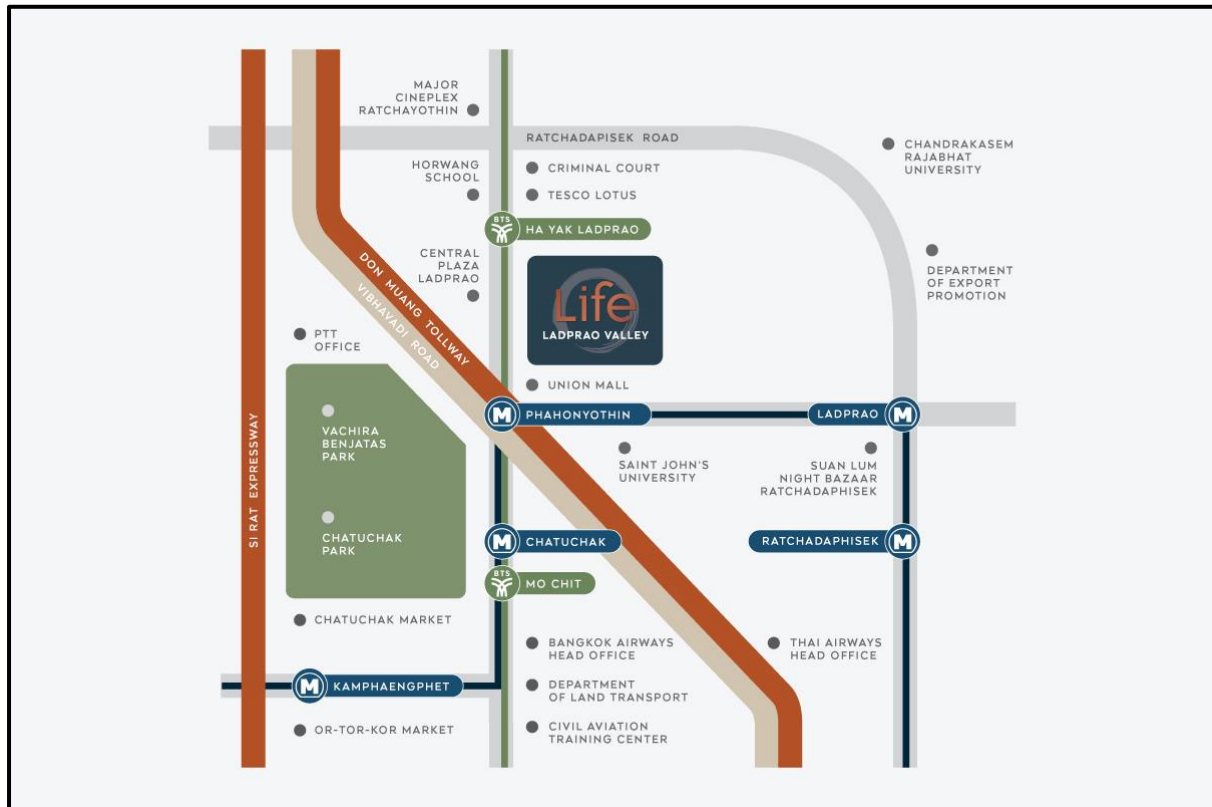 MAJOR
CINEPLEX
RATCHAYOTHIN
RATCHADAPISEK ROAD
CHANDRAKASEM
RAJABHAT
UNIVERSITY
HORWANG
SCHOOL
CRIMINAL COURT
TESCO LOTUS
BTS
HA YAK LADPRAO
CENTRAL
PLAZA
LADPRAO
DON MUANG TOLLWAY
VIBHAVADI ROAD
Life
LADPRAO VALLEY
DEPARTMENT
OF EXPORT
PROMOTION
PTT
OFFICE
UNION MALL
M PHAHONYOTHIN
LADPRAO M
SI RAT EXPRESSWAY
VACHIRA
BENJATAS
PARK
SAINT JOHN'S
UNIVERSITY
SUAN LUM
NIGHT BAZAAR
RATCHADAPHISEK
CHATUCHAK
PARK
M CHATUCHAK
RATCHADAPHISEK M
BTS
MO CHIT
CHATUCHAK MARKET
BANGKOK AIRWAYS
HEAD OFFICE
THAI AIRWAYS
HEAD OFFICE
M KAMPHAENGPHET
DEPARTMENT
OF LAND TRANSPORT
OR-TOR-KOR MARKET
CIVIL AVIATION
TRAINING CENTER